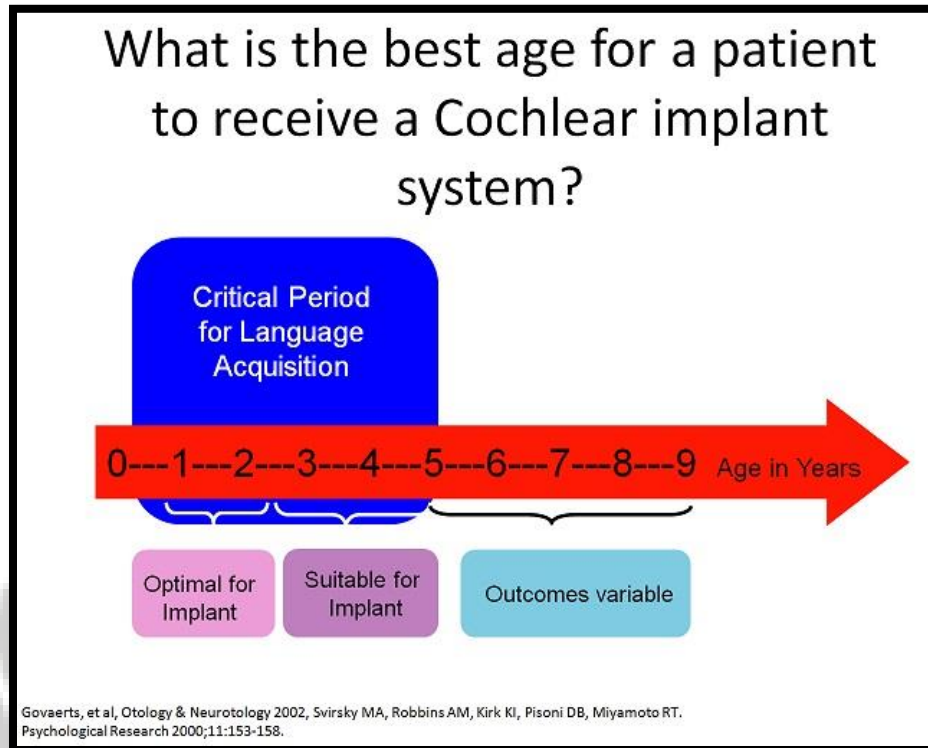 What is the best age for a patient
to receive a Cochlear implant
system?
Critical Period
for Language
Acquisition
0---1---2---3---4---5---6---7---8---9 Age in Years
Optimal for
Implant
Suitable for
Implant
Outcomes variable
Govaerts, et al, Otology & Neurotology 2002, Svirsky MA, Robbins AM, Kirk KI, Pisoni DB, Miyamoto RT.
Psychological Research 2000;11:153-158.